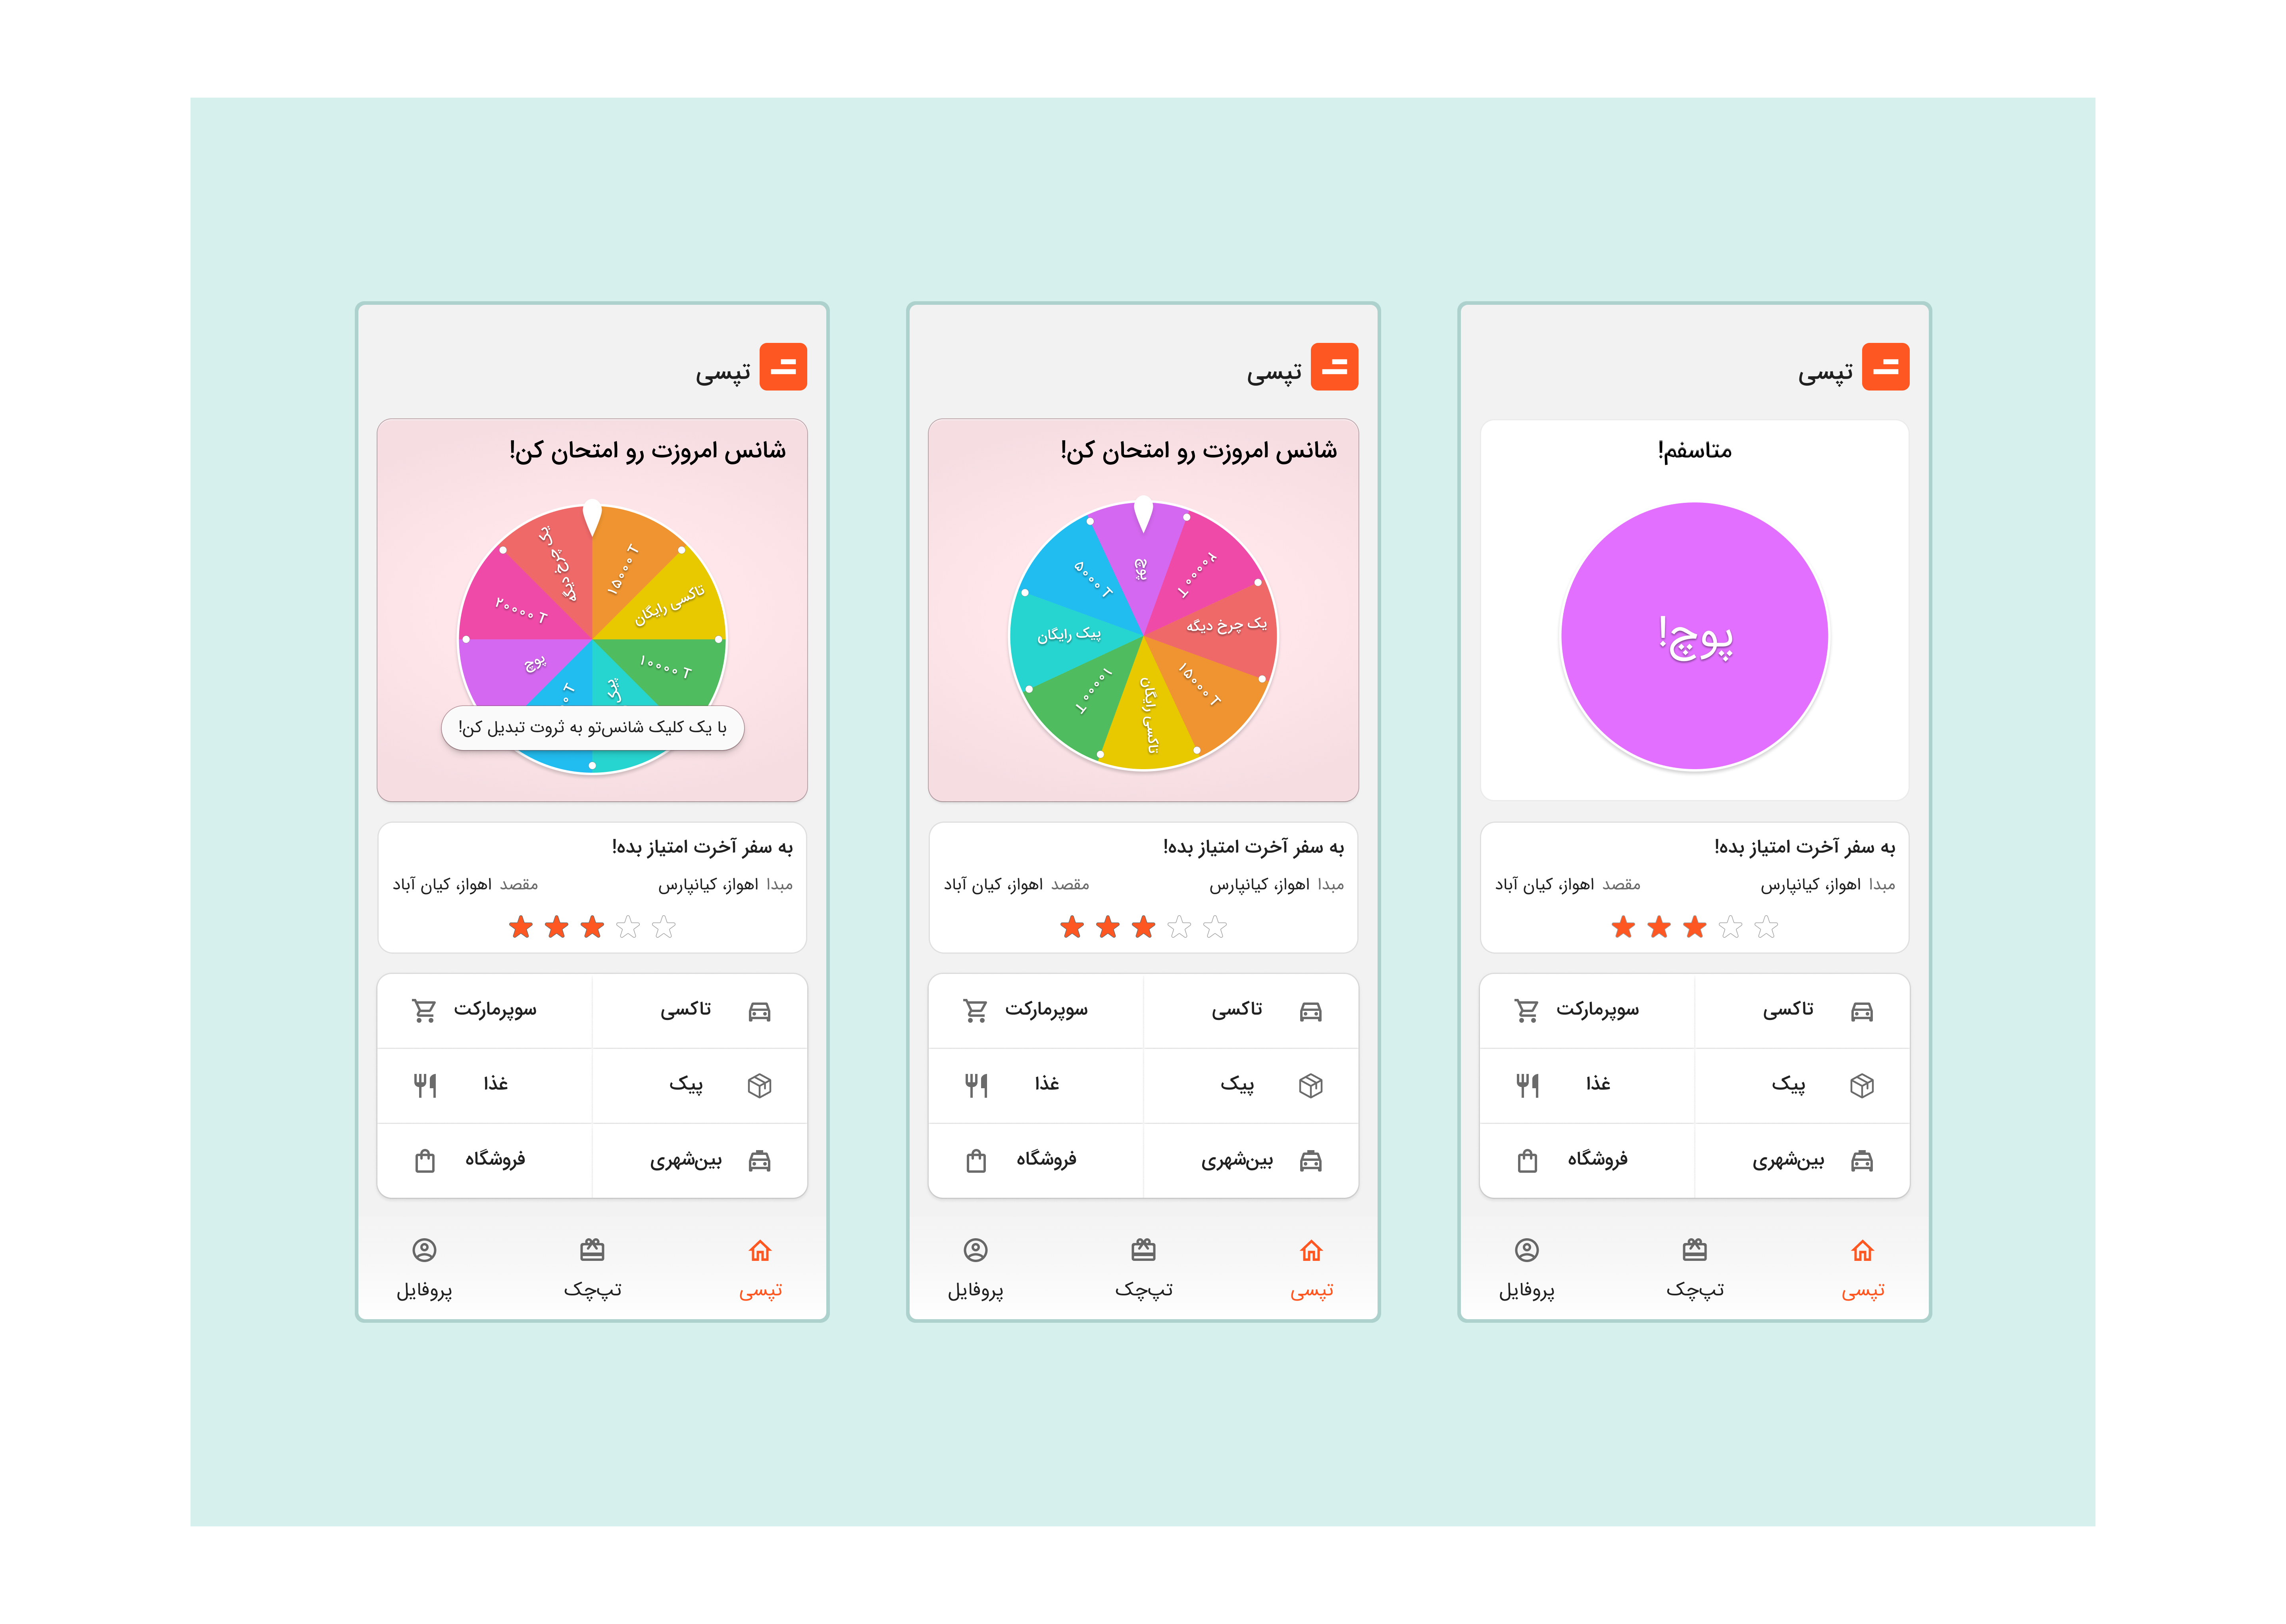 تپسی
شانس امروزت رو امتحان کن!
۱۵۰۰۰ T
تاکسی رایگان
۱۰۰۰۰ T
پیک
پوچ
۲۰۰۰۰ T
یک چرخ دیگه
با یک کلیک شانس‌تو به ثروت تبدیل کن!
به سفر آخرت امتیاز بده!
مبدا اهواز، کیانپارس
مقصد اهواز، کیان آباد
تاکسی
سوپرمارکت
پیک
غذا
بین‌شهری
فروشگاه
تپسی
تپ‌چک
پروفایل
تپسی
شانس امروزت رو امتحان کن!
پوچ
۲۰۰۰۰ T
یک چرخ دیگه
۱۵۰۰۰ T
تاکسی رایگان
۱۰۰۰۰ T
پیک رایگان
۵۰۰۰ T
به سفر آخرت امتیاز بده!
مبدا اهواز، کیانپارس
مقصد اهواز، کیان آباد
تاکسی
سوپرمارکت
پیک
غذا
بین‌شهری
فروشگاه
تپسی
تپ‌چک
پروفایل
تپسی
متاسفم!
پوچ!
به سفر آخرت امتیاز بده!
مبدا اهواز، کیانپارس
مقصد اهواز، کیان آباد
تاکسی
سوپرمارکت
پیک
غذا
بین‌شهری
فروشگاه
تپسی
تپ‌چک
پروفایل